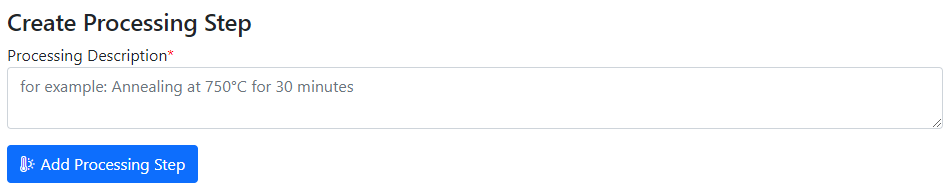 Create Processing Step
Processing Description*
for example: Annealing at 750°C for 30 minutes
Add Processing Step